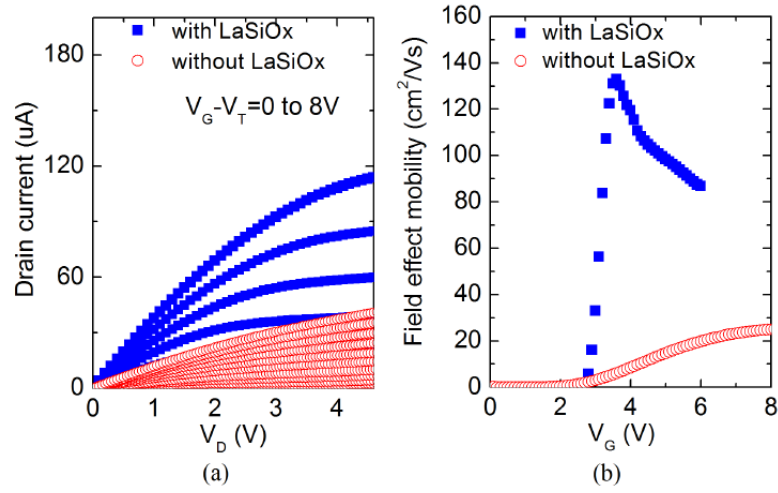 with LaSiOx
without LaSiOx
V_G-V_T=0 to 8V
Drain current (uA)
180
120
60
0
0 1 2 3 4
V_D (V)
(a)
with LaSiOx
without LaSiOx
Field effect mobility (cm²/Vs)
160
140
120
100
80
60
40
20
0
0 2 4 6 8
V_G (V)
(b)